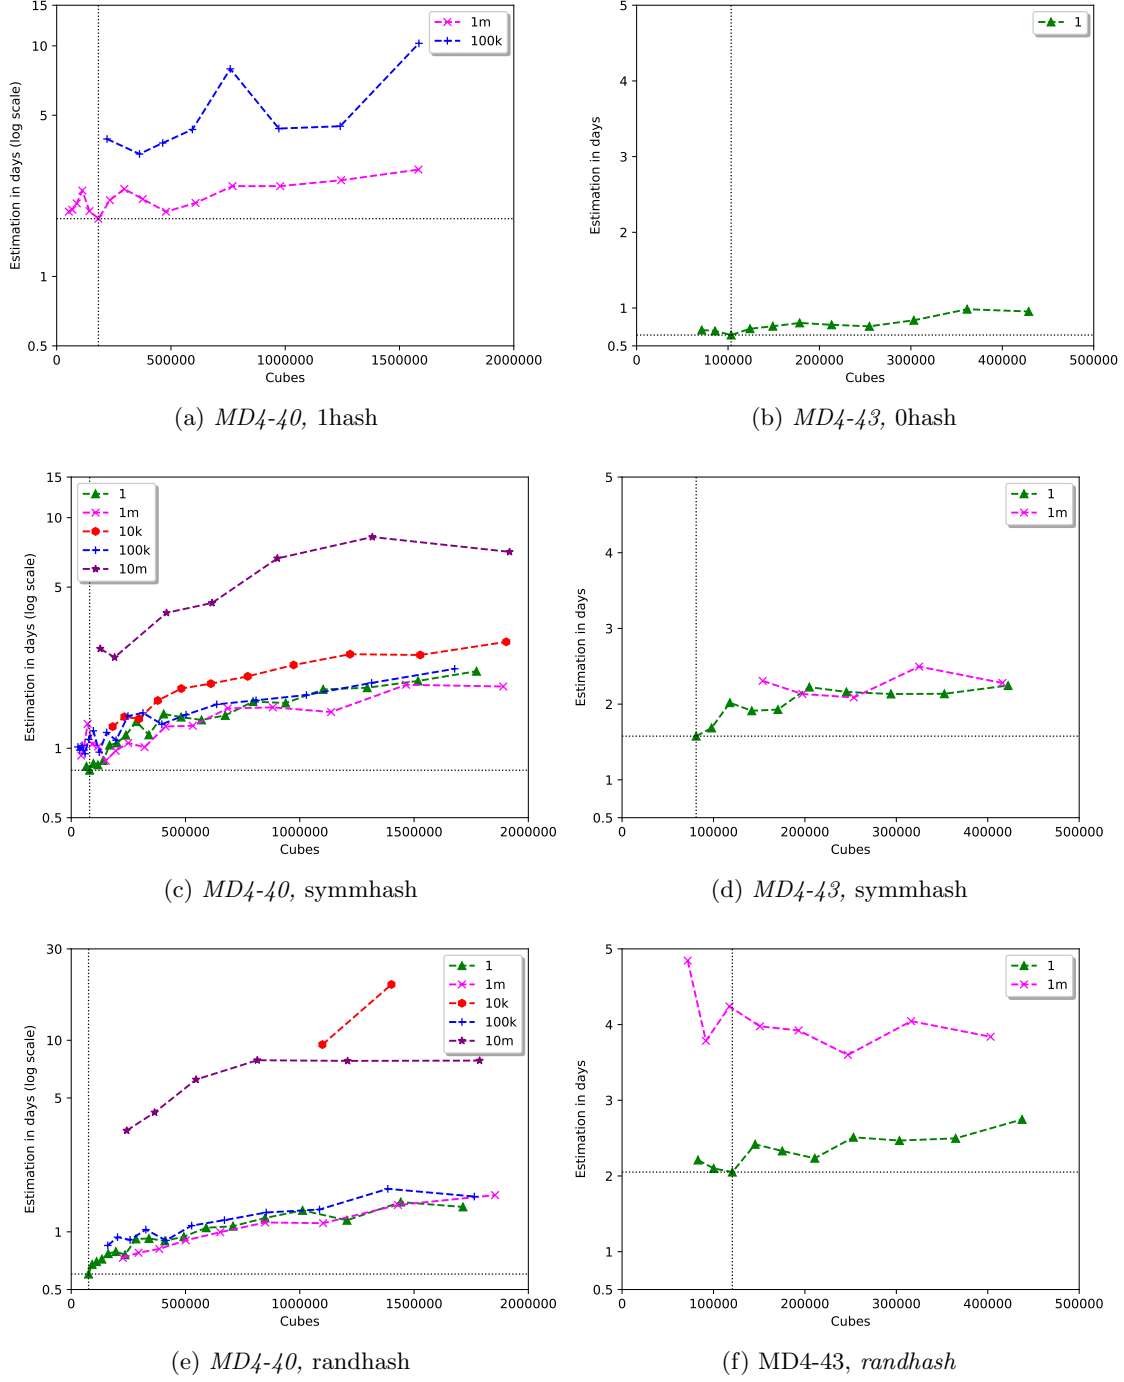 15
10
5
1
0.5
Estimation in days (log scale)
1m
100k
0 500000 1000000 1500000 2000000
Cubes
(a) MD4-40, 1hash
5
4
3
2
1
0.5
Estimation in days
1
0 100000 200000 300000 400000 500000
Cubes
(b) MD4-43, 0hash
15
10
5
1
0.5
Estimation in days (log scale)
1
1m
10k
100k
10m
0 500000 1000000 1500000 2000000
Cubes
(c) MD4-40, symmhash
5
4
3
2
1
0.5
Estimation in days
1
1m
0 100000 200000 300000 400000 500000
Cubes
(d) MD4-43, symmhash
30
10
5
1
0.5
Estimation in days (log scale)
1
1m
10k
100k
10m
0 500000 1000000 1500000 2000000
Cubes
(e) MD4-40, randhash
5
4
3
2
1
0.5
Estimation in days
1
1m
0 100000 200000 300000 400000 500000
Cubes
(f) MD4-43, randhash